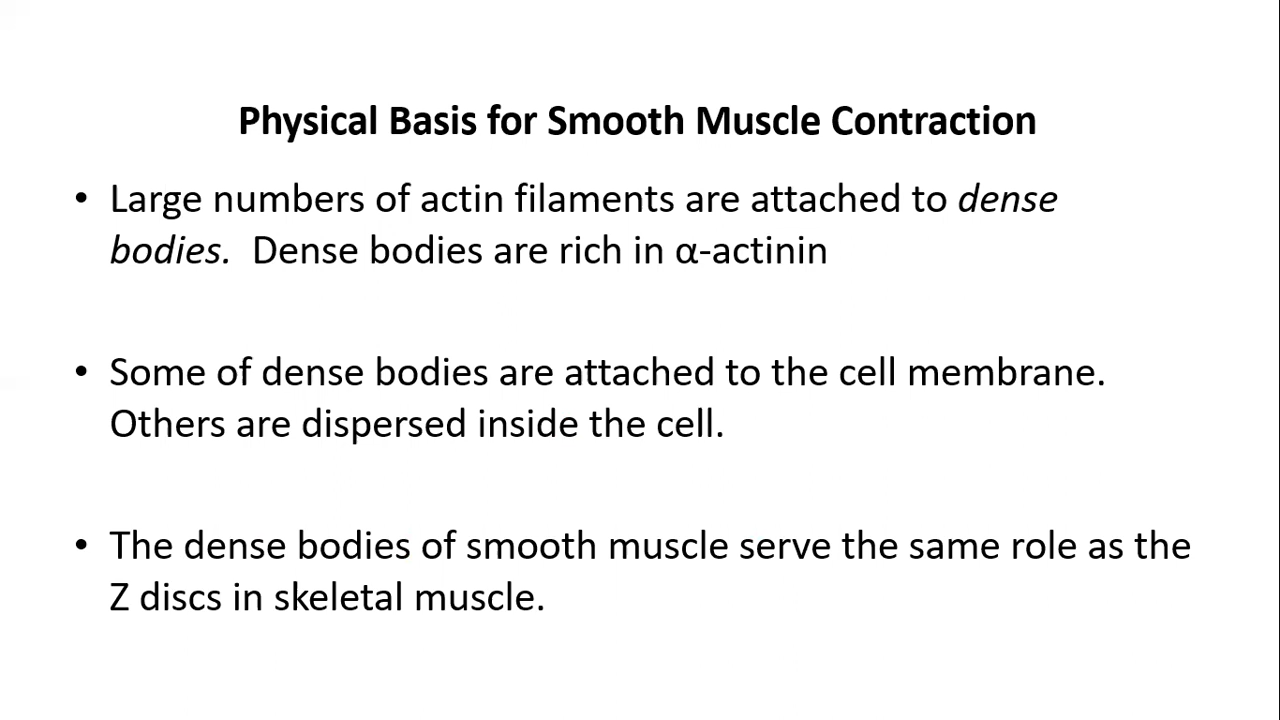 Physical Basis for Smooth Muscle Contraction
• Large numbers of actin filaments are attached to dense
bodies.  Dense bodies are rich in α-actinin
• Some of dense bodies are attached to the cell membrane.
Others are dispersed inside the cell.
• The dense bodies of smooth muscle serve the same role as the
Z discs in skeletal muscle.